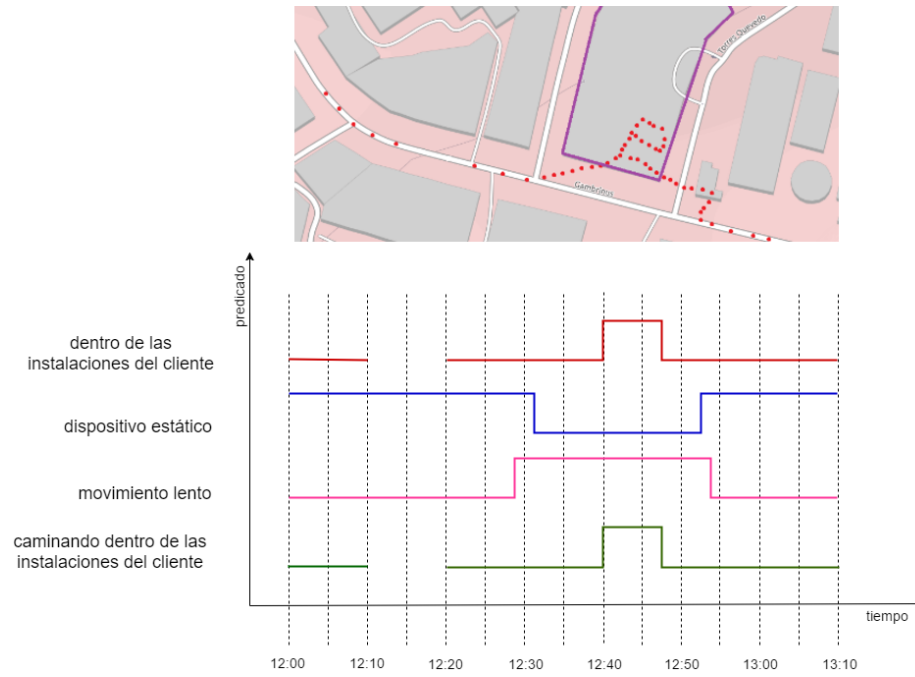 Torres Quevedo
Gambrinus
predicado
dentro de las
instalaciones del cliente
dispositivo estático
movimiento lento
caminando dentro de las
instalaciones del cliente
tiempo
12:00 12:10 12:20 12:30 12:40 12:50 13:00 13:10